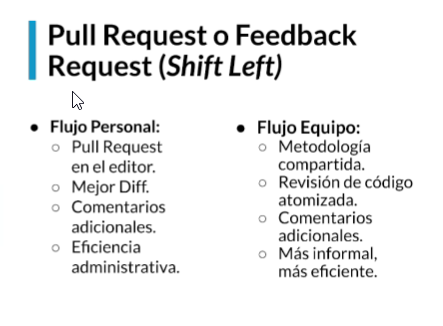 Pull Request o Feedback
Request (Shift Left)
● Flujo Personal:
○ Pull Request
en el editor.
○ Mejor Diff.
○ Comentarios
adicionales.
○ Eficiencia
administrativa.
● Flujo Equipo:
○ Metodología
compartida.
○ Revisión de código
atomizada.
○ Comentarios
adicionales.
○ Más informal,
más eficiente.